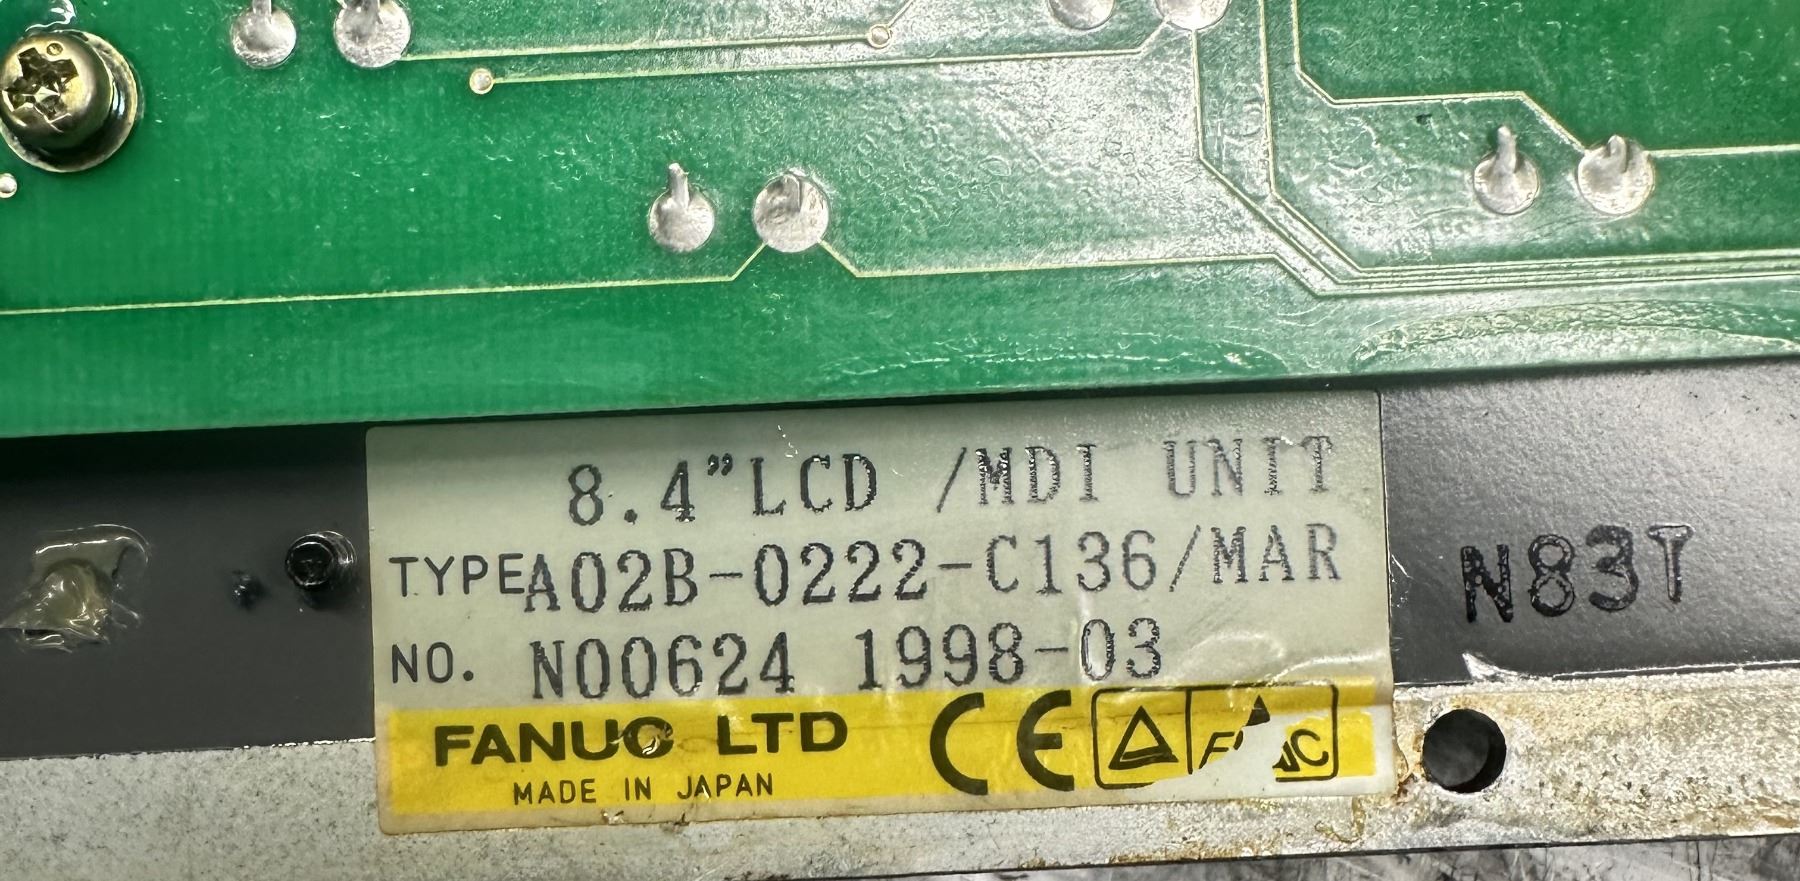 8.4"LCD /MDI UNIT
TYPE A02B-0222-C136/MAR
NO. N00624 1998-03
N83T
FANUC LTD CE
MADE IN JAPAN